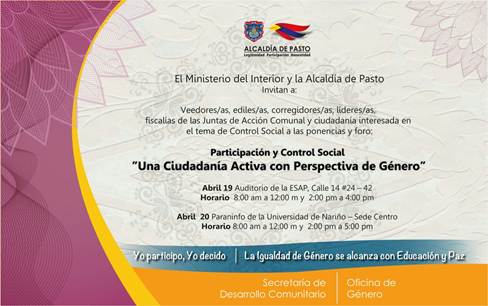 ALCALDÍA DE PASTO
Legitimidad Participación Honestidad
El Ministerio del Interior y la Alcaldía de Pasto
Invitan a:
Veedores/as, ediles/as, corregidores/as, líderes/as,
fiscalías de las Juntas de Acción Comunal y ciudadanía interesada en
el tema de Control Social a las ponencias y foro:
Participación y Control Social
“Una Ciudadanía Activa con Perspectiva de Género”
Abril 19 Auditorio de la ESAP, Calle 14 #24 – 42
Horario 8:00 am a 12:00 m y 2:00 pm a 4:00 pm
Abril 20 Paraninfo de la Universidad de Nariño – Sede Centro
Horario 8:00 am a 12:00 m y 2:00 pm a 5:00 pm
Yo participo, Yo decido | La Igualdad de Género se alcanza con Educación y Paz
Secretaría de Desarrollo Comunitario
Oficina de Género